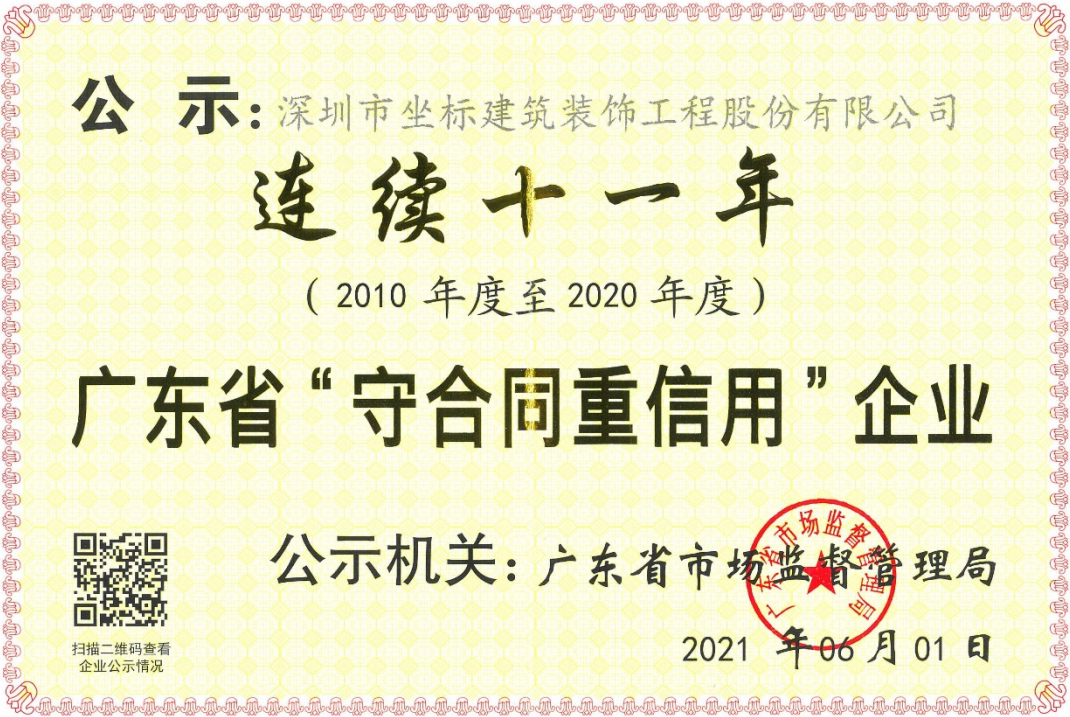 公示：深圳市坐标建筑装饰工程股份有限公司
连续十一年
（2010 年度至 2020 年度）
广东省“守合同重信用”企业
公示机关：广东省市场监督管理局
广东省市场监督管理局
2021 年 06 月 01 日
扫描二维码查看
企业公示情况